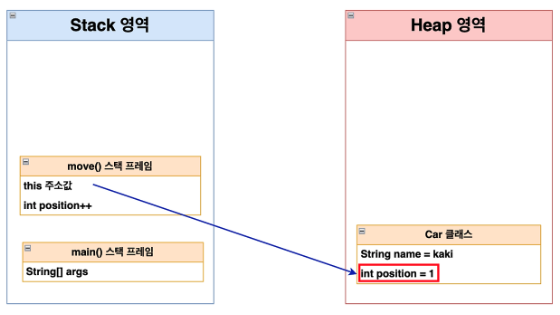 Stack 영역
Heap 영역
move() 스택 프레임
this 주소값
int position++
main() 스택 프레임
String[] args
Car 클래스
String name = kaki
int position = 1